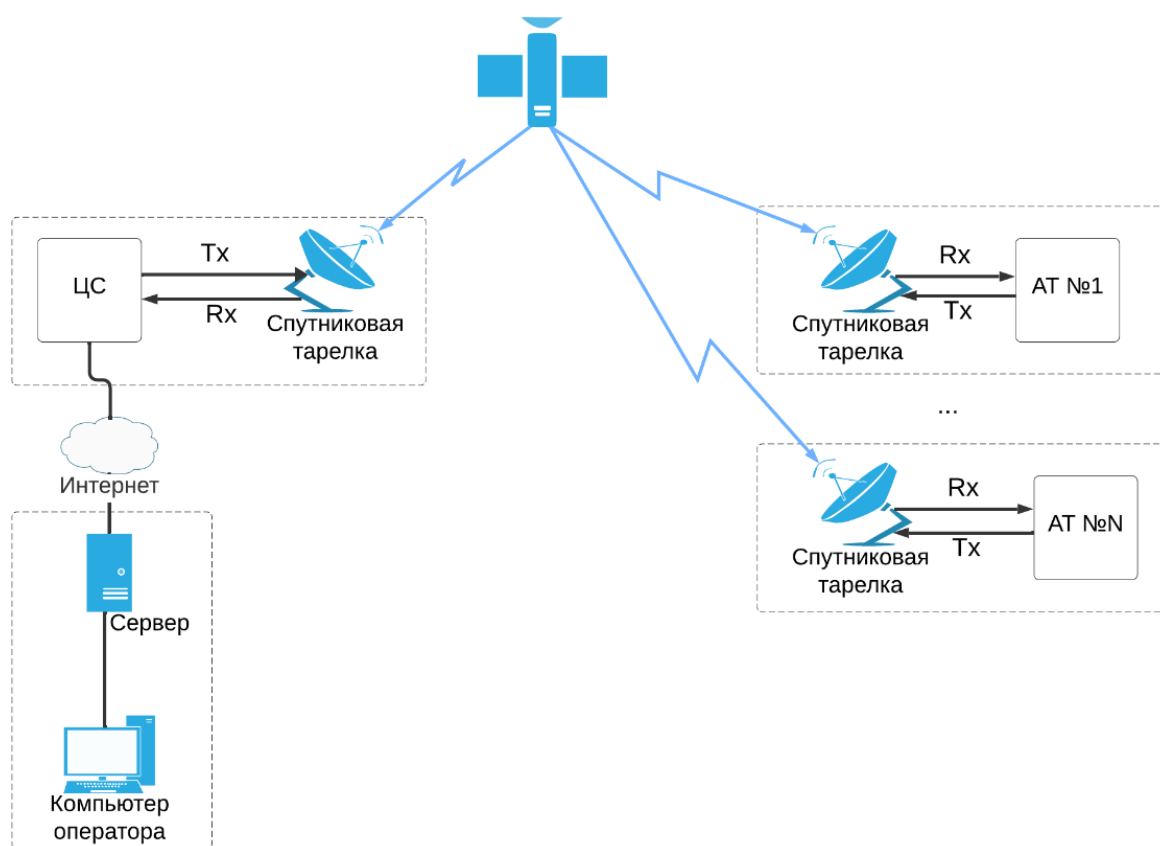 ЦС
Tx
Rx
Спутниковая
тарелка
Интернет
Сервер
Компьютер
оператора
Rx
Tx
АТ №1
Спутниковая
тарелка
...
Rx
Tx
АТ №N
Спутниковая
тарелка